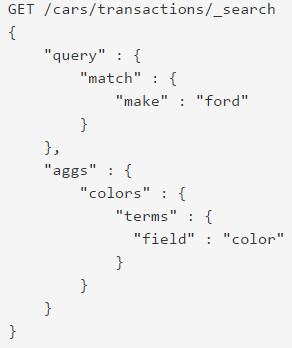 GET /cars/transactions/_search
{
    "query" : {
        "match" : {
            "make" : "ford"
        }
    },
    "aggs" : {
        "colors" : {
            "terms" : {
              "field" : "color"
            }
        }
    }
}